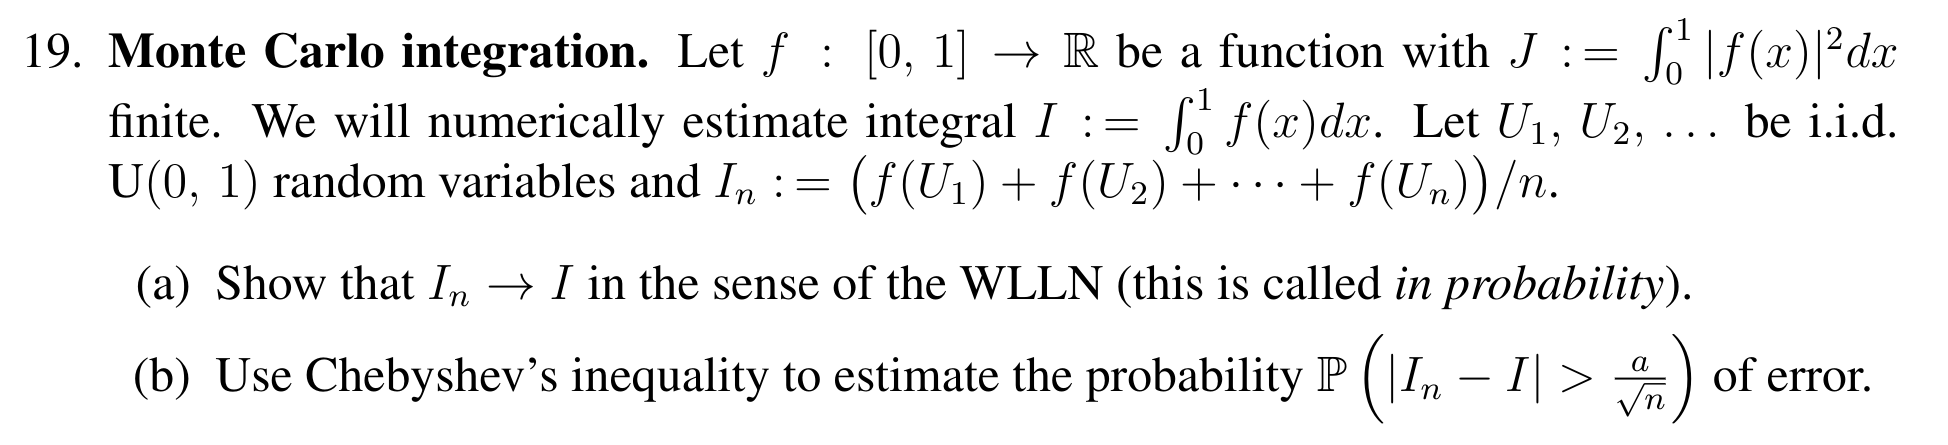 19. Monte Carlo integration. Let f : [0, 1] → ℝ be a function with J := ∫₀¹ |f(x)|²dx
finite. We will numerically estimate integral I := ∫₀¹ f(x)dx. Let U₁, U₂, ... be i.i.d.
U(0, 1) random variables and Iₙ := (f(U₁) + f(U₂) + ··· + f(Uₙ))/n.
(a) Show that Iₙ → I in the sense of the WLLN (this is called in probability).
(b) Use Chebyshev's inequality to estimate the probability ℙ(|Iₙ − I| > a/√n) of error.